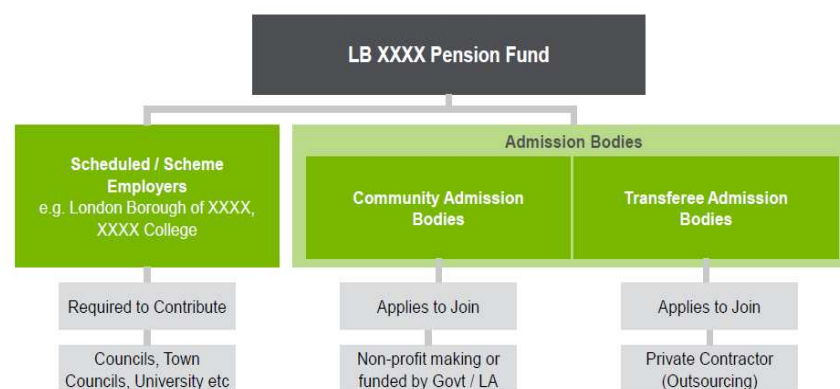 LB XXXX Pension Fund
Scheduled / Scheme
Employers
e.g. London Borough of XXXX,
XXXX College
Admission Bodies
Community Admission
Bodies
Transferee Admission
Bodies
Required to Contribute
Applies to Join
Applies to Join
Councils, Town
Councils, University etc
Non-profit making or
funded by Govt / LA
Private Contractor
(Outsourcing)